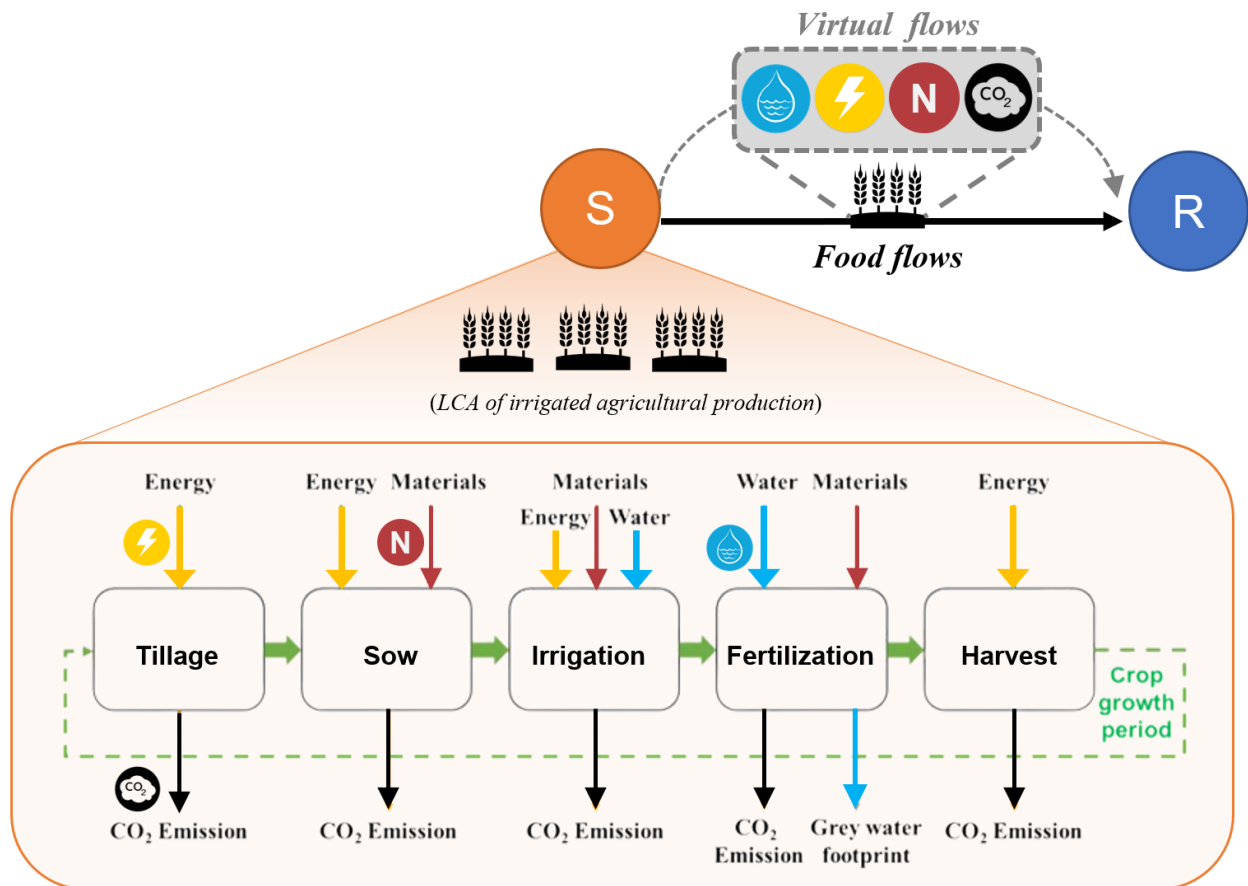 Virtual flows
N
CO₂
S
R
Food flows
(LCA of irrigated agricultural production)
Energy
Energy
Materials
Materials
Energy
Water
Water
Materials
Energy
N
Tillage
Sow
Irrigation
Fertilization
Harvest
Crop
growth
period
CO₂
CO₂ Emission
CO₂ Emission
CO₂ Emission
CO₂
Emission
Grey water
footprint
CO₂ Emission